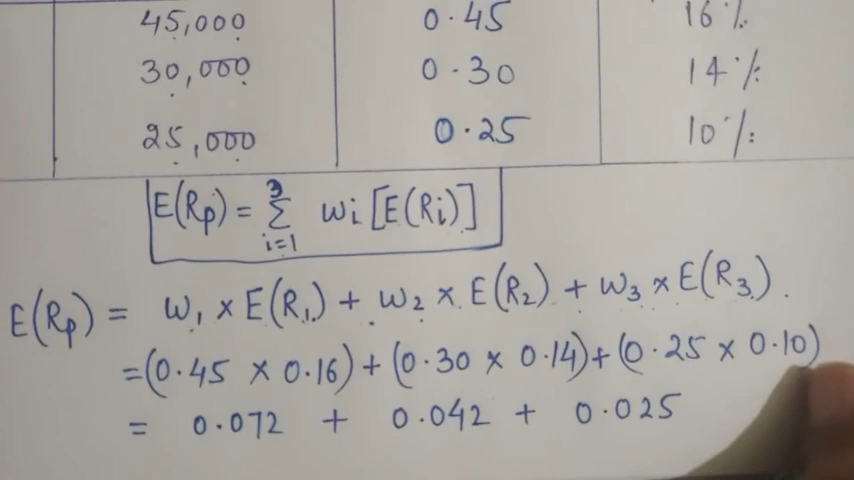 45,000 0.45 16%
30,000 0.30 14%
25,000 0.25 10%
E(Rp) = 3 Σ i=1 wi [E(Ri)]
E(Rp) = W1 × E(R1) + W2 × E(R2) + W3 × E(R3).
= (0.45 × 0.16) + (0.30 × 0.14) + (0.25 × 0.10)
= 0.072 + 0.042 + 0.025